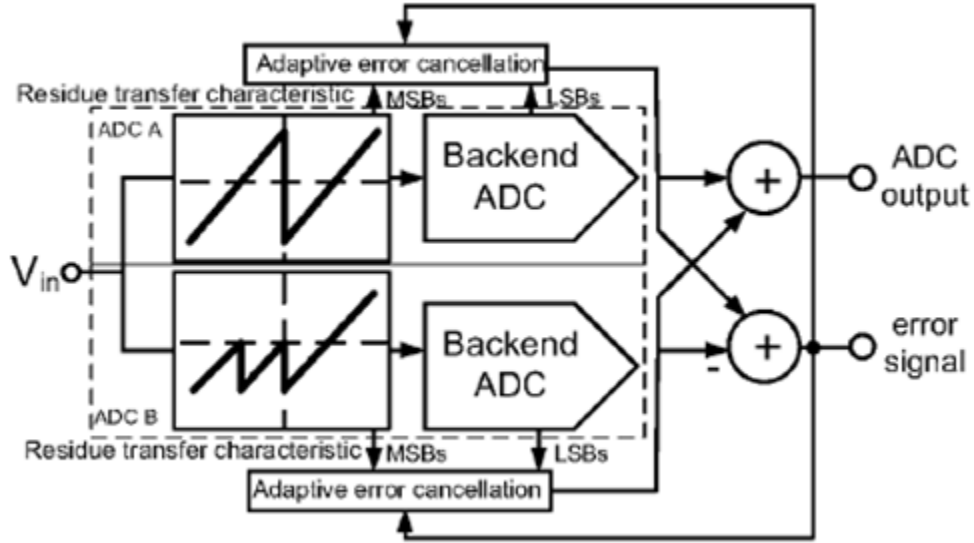 Adaptive error cancellation
Residue transfer characteristic
MSBs
LSBs
ADC A
Backend
ADC
+
ADC
output
Vin
Backend
ADC
+
-
error
signal
ADC B
Residue transfer characteristic
MSBs
LSBs
Adaptive error cancellation